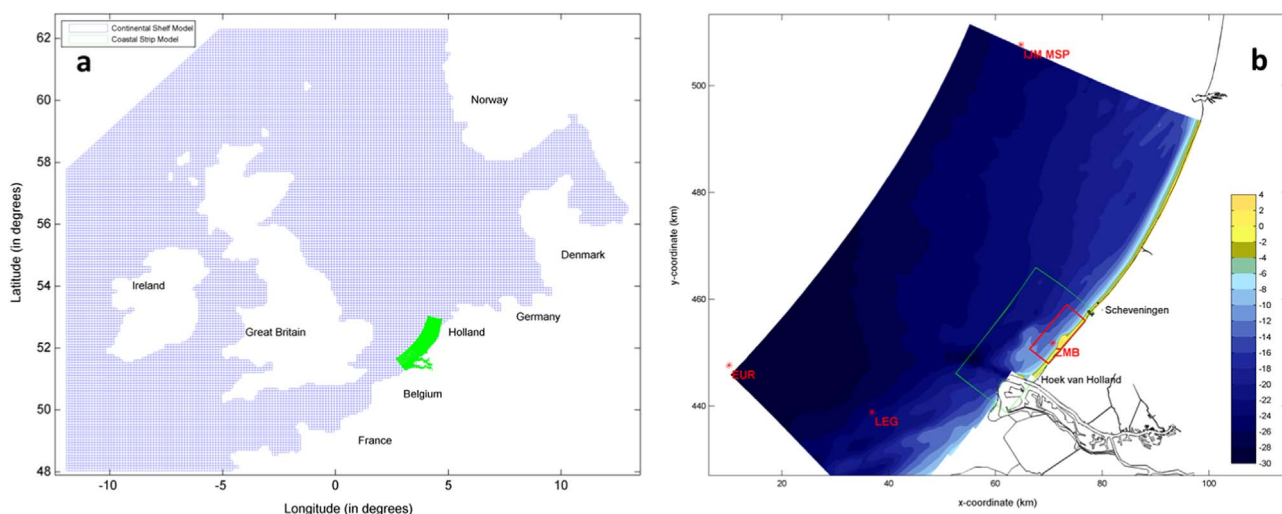 Continental Shelf Model
Coastal Strip Model
a
62
60
58
56
54
52
50
48
Latitude (in degrees)
Norway
Denmark
Ireland
Germany
Great Britain
Holland
Belgium
France
-10
-5
0
5
10
Longitude (in degrees)
b
IJM MSP
500
480
460
440
y-coordinate (km)
Scheveningen
ZMB
Hoek van Holland
EUR
LEG
4
2
0
-2
-4
-6
-8
-10
-12
-14
-16
-18
-20
-22
-24
-26
-28
-30
20
40
60
80
100
x-coordinate (km)